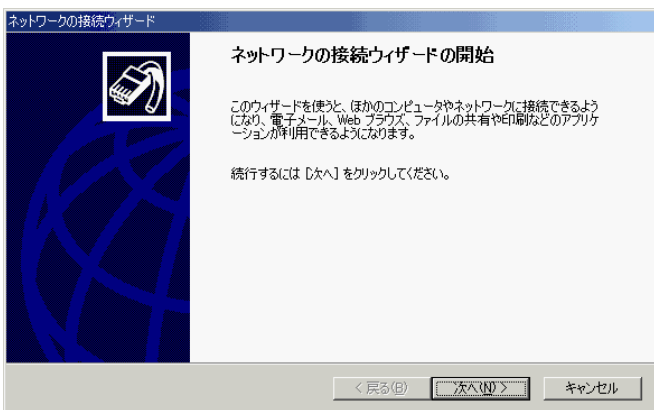 ネットワークの接続ウィザード
ネットワークの接続ウィザードの開始
このウィザードを使うと、ほかのコンピュータやネットワークに接続できるよう
になり、電子メール、Web ブラウズ、ファイルの共有や印刷などのアプリケ
ーションが利用できるようになります。
続行するには [次へ] をクリックしてください。
< 戻る(B)
次へ(N) >
キャンセル